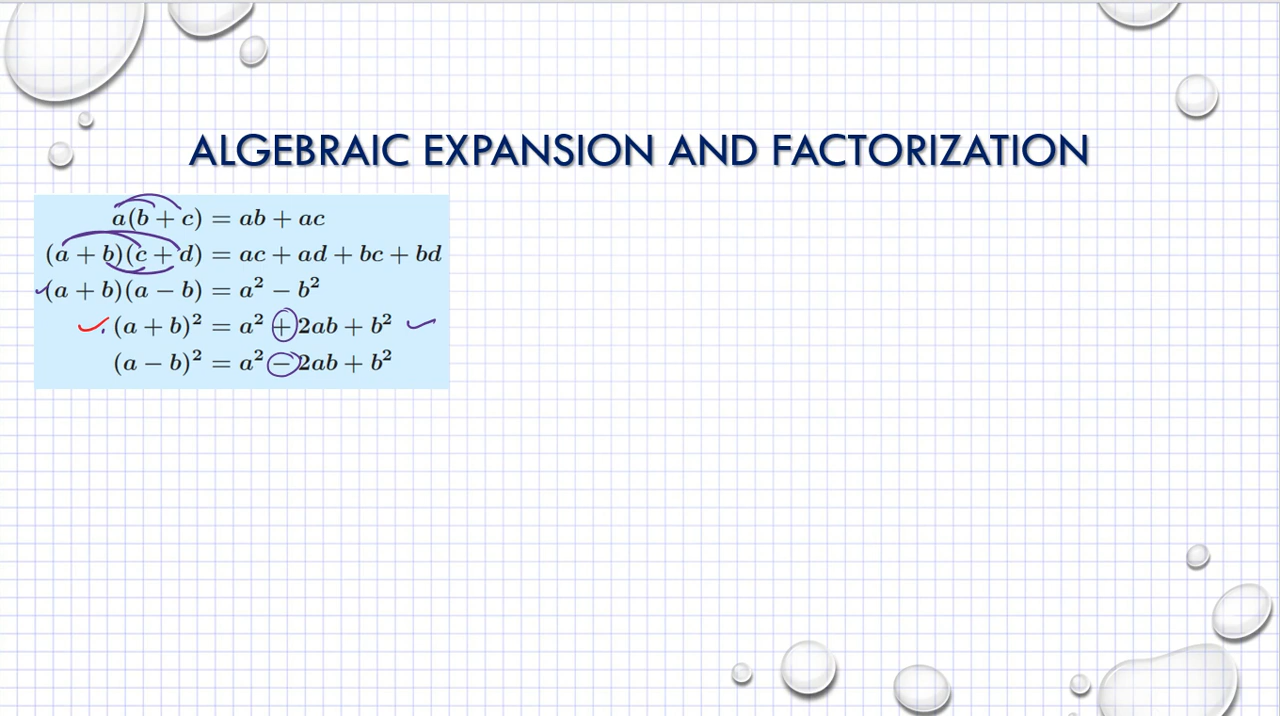 ALGEBRAIC EXPANSION AND FACTORIZATION
a(b + c) = ab + ac
(a + b)(c + d) = ac + ad + bc + bd
(a + b)(a − b) = a² − b²
(a + b)² = a² + 2ab + b²
(a − b)² = a² − 2ab + b²